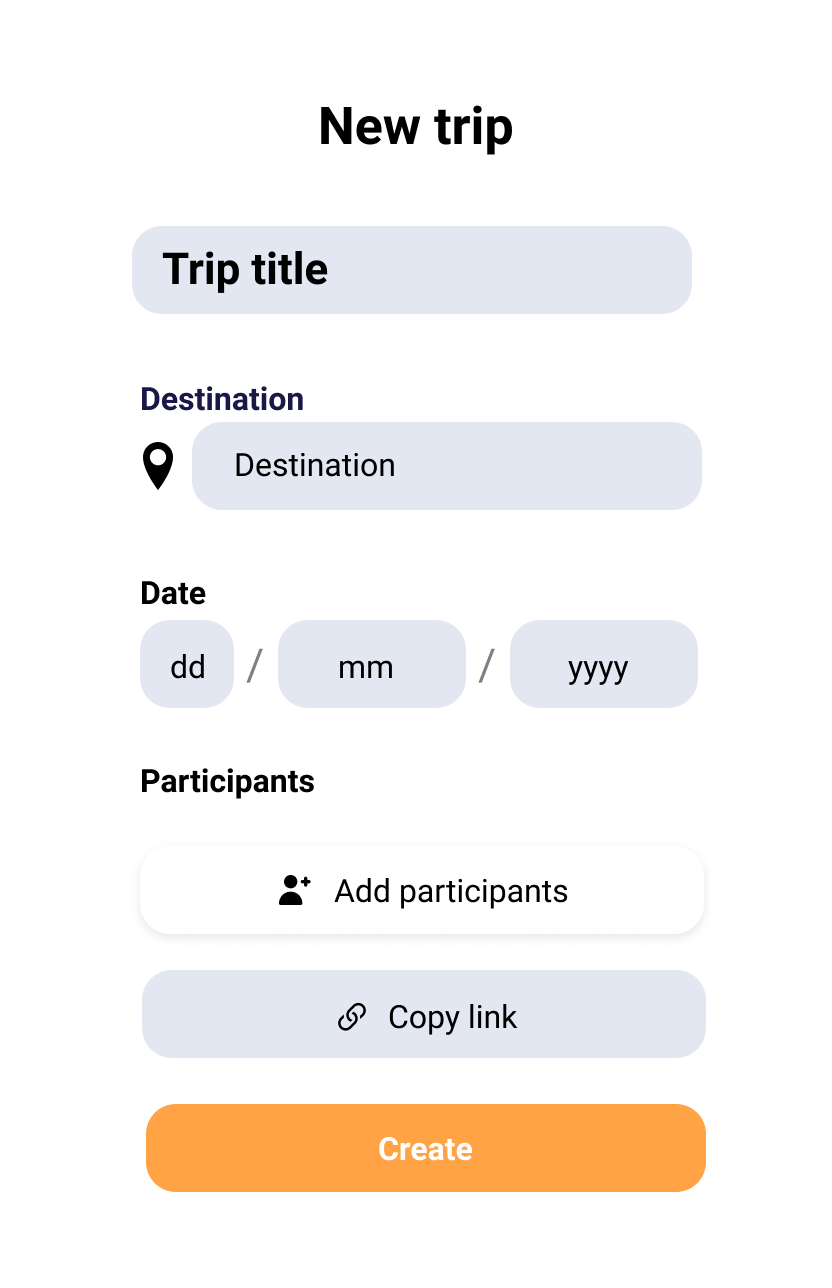 New trip
Trip title
Destination
Destination
Date
dd / mm / yyyy
Participants
Add participants
Copy link
Create